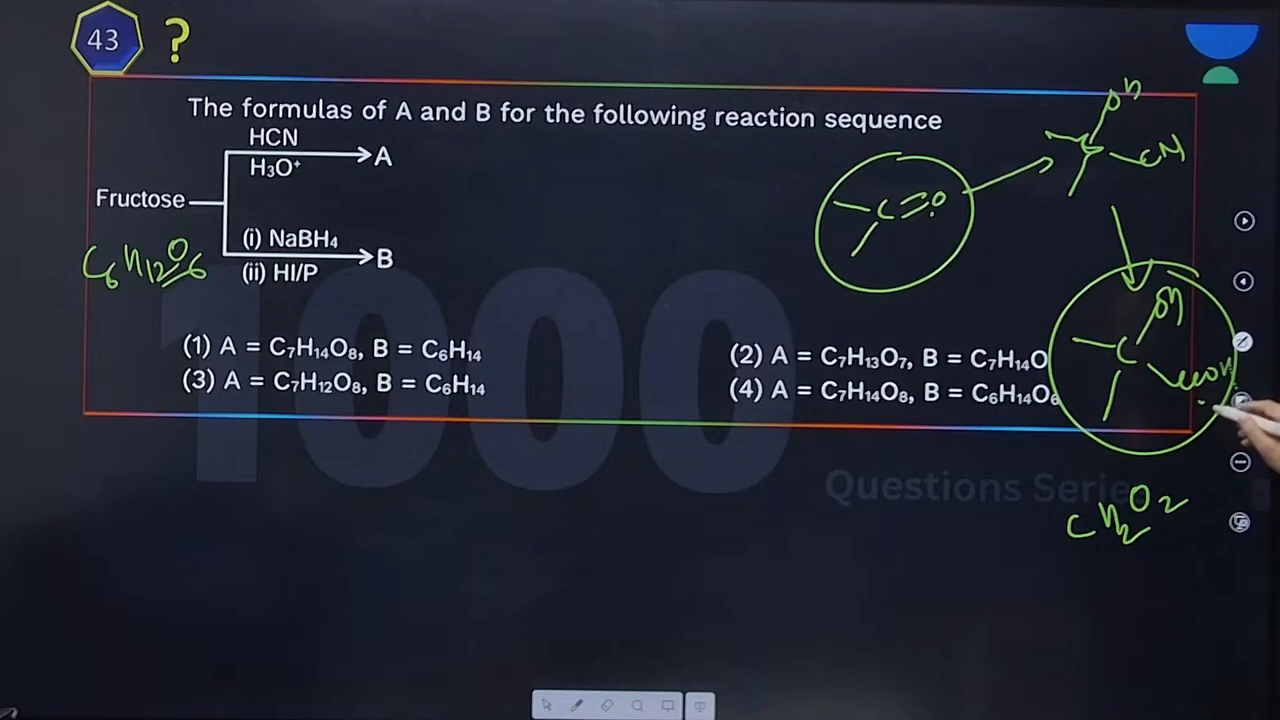 43 ?
The formulas of A and B for the following reaction sequence
HCN
H₃O⁺
A
Fructose
C₆H₁₂O₆
(i) NaBH₄
(ii) HI/P
B
(1) A = C₇H₁₄O₈, B = C₆H₁₄
(2) A = C₇H₁₃O₇, B = C₇H₁₄O
(3) A = C₇H₁₂O₈, B = C₆H₁₄
(4) A = C₇H₁₄O₈, B = C₆H₁₄O₆
C=O
OH
C
CN
OH
C
COOH
CH₂O₂
1000
Questions Serie